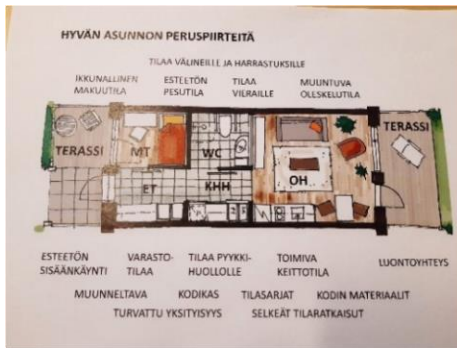 HYVÄN ASUNNON PERUSPIIRTEITÄ
TILAA VÄLINEILLE JA HARRASTUKSILLE
IKKUNALLINEN MAKUUTILA
ESTEETÖN PESUTILA
TILAA VIERAILLE
MUUNTUVA OLESKELUTILA
TERASSI
MT
WC
ET
KHH
OH
TERASSI
ESTEETÖN SISÄÄNKÄYNTI
VARASTO-
TILAA
TILAA PYYKKI-
HUOLLOLLE
TOIMIVA KEITTOTILA
LUONTOYHTEYS
MUUNNELTAVA KODIKAS TILASARJAT KODIN MATERIAALIT
TURVATTU YKSITYISYYS SELKEÄT TILARATKAISUT